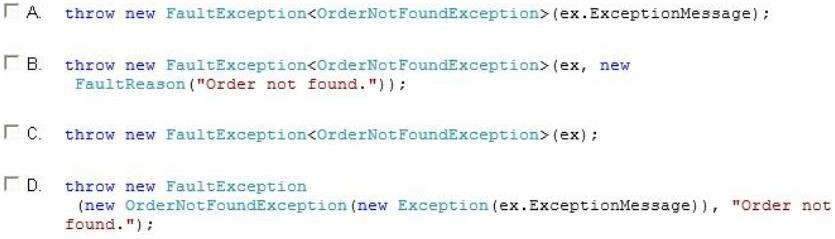 A. throw new FaultException<OrderNotFoundException>(ex.ExceptionMessage);
B. throw new FaultException<OrderNotFoundException>(ex, new
FaultReason("Order not found."));
C. throw new FaultException<OrderNotFoundException>(ex);
D. throw new FaultException
(new OrderNotFoundException(new Exception(ex.ExceptionMessage)), "Order not
found.");